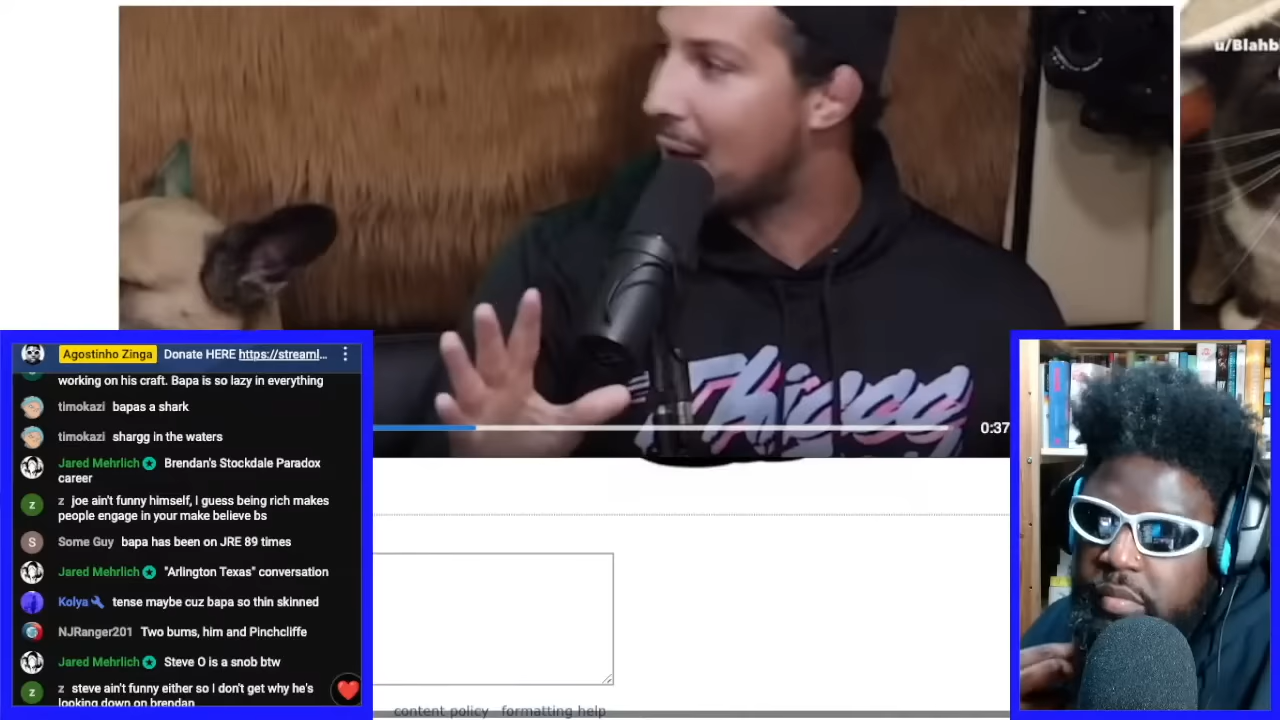 u/Blahb
Thicc
0:37
Agostinho Zinga Donate HERE https://streaml...
working on his craft. Bapa is so lazy in everything
timokazi bapas a shark
timokazi shargg in the waters
Jared Mehrlich Brendan's Stockdale Paradox
career
z joe ain't funny himself, I guess being rich makes
people engage in your make believe bs
Some Guy bapa has been on JRE 89 times
Jared Mehrlich "Arlington Texas" conversation
Kolya tense maybe cuz bapa so thin skinned
NJRanger201 Two bums, him and Pinchcliffe
Jared Mehrlich Steve O is a snob btw
z steve ain't funny either so I don't get why he's
looking down on brendan
content policy formatting help